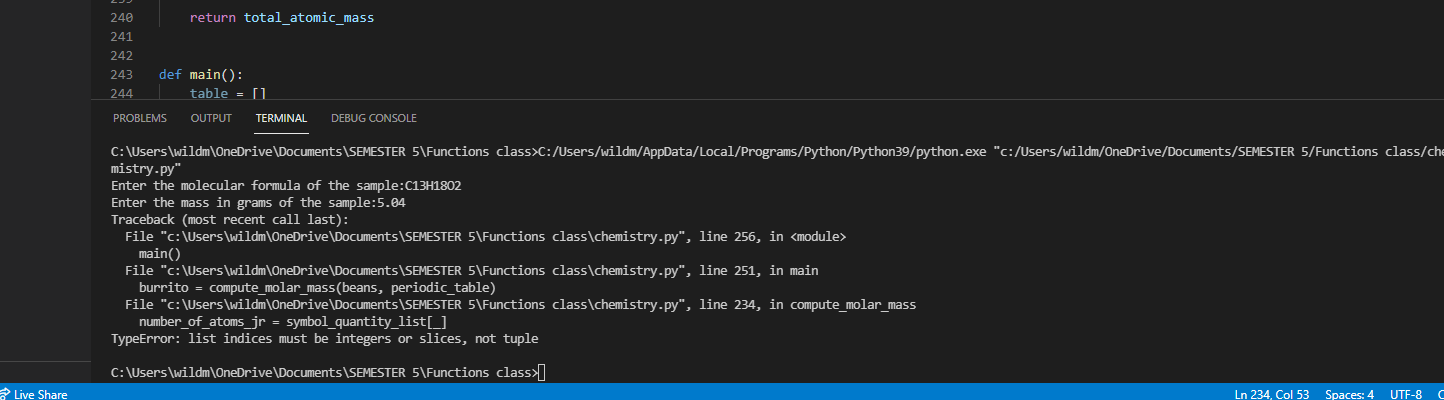 240 return total_atomic_mass
241
242
243 def main():
244 table = []
PROBLEMS OUTPUT TERMINAL DEBUG CONSOLE
C:\Users\wildm\OneDrive\Documents\SEMESTER 5\Functions class>C:/Users/wildm/AppData/Local/Programs/Python/Python39/python.exe "c:/Users/wildm/OneDrive/Documents/SEMESTER 5/Functions class/che
mistry.py"
Enter the molecular formula of the sample:C13H18O2
Enter the mass in grams of the sample:5.04
Traceback (most recent call last):
File "c:\Users\wildm\OneDrive\Documents\SEMESTER 5\Functions class\chemistry.py", line 256, in <module>
main()
File "c:\Users\wildm\OneDrive\Documents\SEMESTER 5\Functions class\chemistry.py", line 251, in main
burrito = compute_molar_mass(beans, periodic_table)
File "c:\Users\wildm\OneDrive\Documents\SEMESTER 5\Functions class\chemistry.py", line 234, in compute_molar_mass
number_of_atoms_jr = symbol_quantity_list[_]
TypeError: list indices must be integers or slices, not tuple
C:\Users\wildm\OneDrive\Documents\SEMESTER 5\Functions class>
Live Share Ln 234, Col 53 Spaces: 4 UTF-8